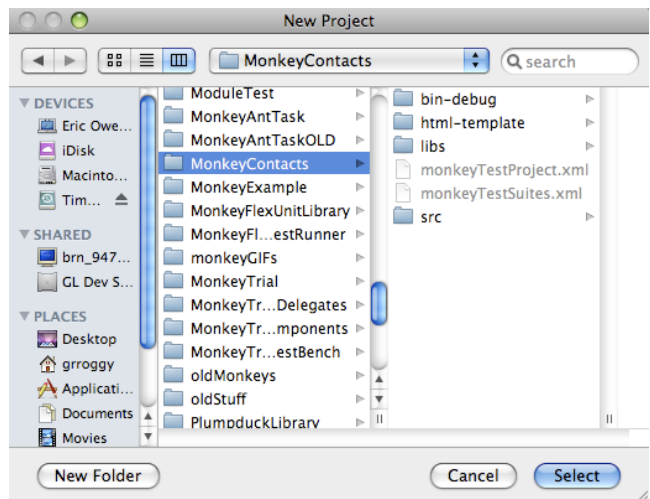 New Project
MonkeyContacts
search
DEVICES
Eric Owe...
iDisk
Macinto...
Tim...
SHARED
brn_947...
GL Dev S...
PLACES
Desktop
grroggy
Applicati...
Documents
Movies
ModuleTest
MonkeyAntTask
MonkeyAntTaskOLD
MonkeyContacts
MonkeyExample
MonkeyFlexUnitLibrary
MonkeyFl...estRunner
monkeyGIFs
MonkeyTrial
MonkeyTr...Delegates
MonkeyTr...mponents
MonkeyTr...estBench
oldMonkeys
oldStuff
PlumpduckLibrary
bin-debug
html-template
libs
monkeyTestProject.xml
monkeyTestSuites.xml
src
New Folder
Cancel
Select